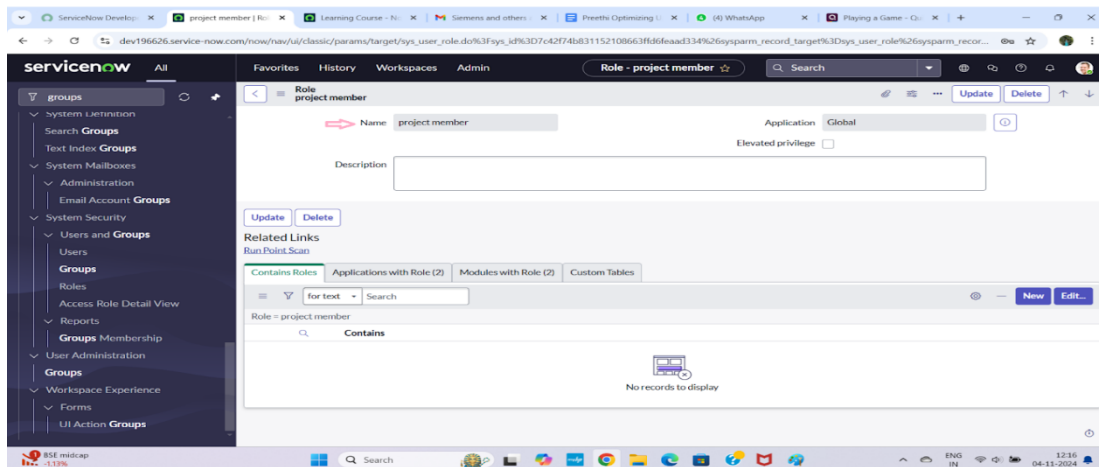 ServiceNow Develop
project member | Rol
Learning Course - No
Siemens and others
Preethi Optimizing U
(4) WhatsApp
Playing a Game - Qu
dev196626.service-now.com/now/nav/ui/classic/params/target/sys_user_role.do%3Fsys_id%3D7c42f74b831152108663ffd6feaad334%26sysparm_record_target%3Dsys_user_role%26sysparm_recor...
servicenow All Favorites History Workspaces Admin Role - project member Search
groups
System Definition
Search Groups
Text Index Groups
System Mailboxes
Administration
Email Account Groups
System Security
Users and Groups
Users
Groups
Roles
Access Role Detail View
Reports
Groups Membership
User Administration
Groups
Workspace Experience
Forms
UI Action Groups
Role
project member
Update Delete
Name project member
Application Global
Elevated privilege
Description
Update Delete
Related Links
Run Point Scan
Contains Roles Applications with Role (2) Modules with Role (2) Custom Tables
for text Search New Edit...
Role = project member
Contains
No records to display
BSE midcap
-1.13%
Search
ENG
IN
12:16
04-11-2024